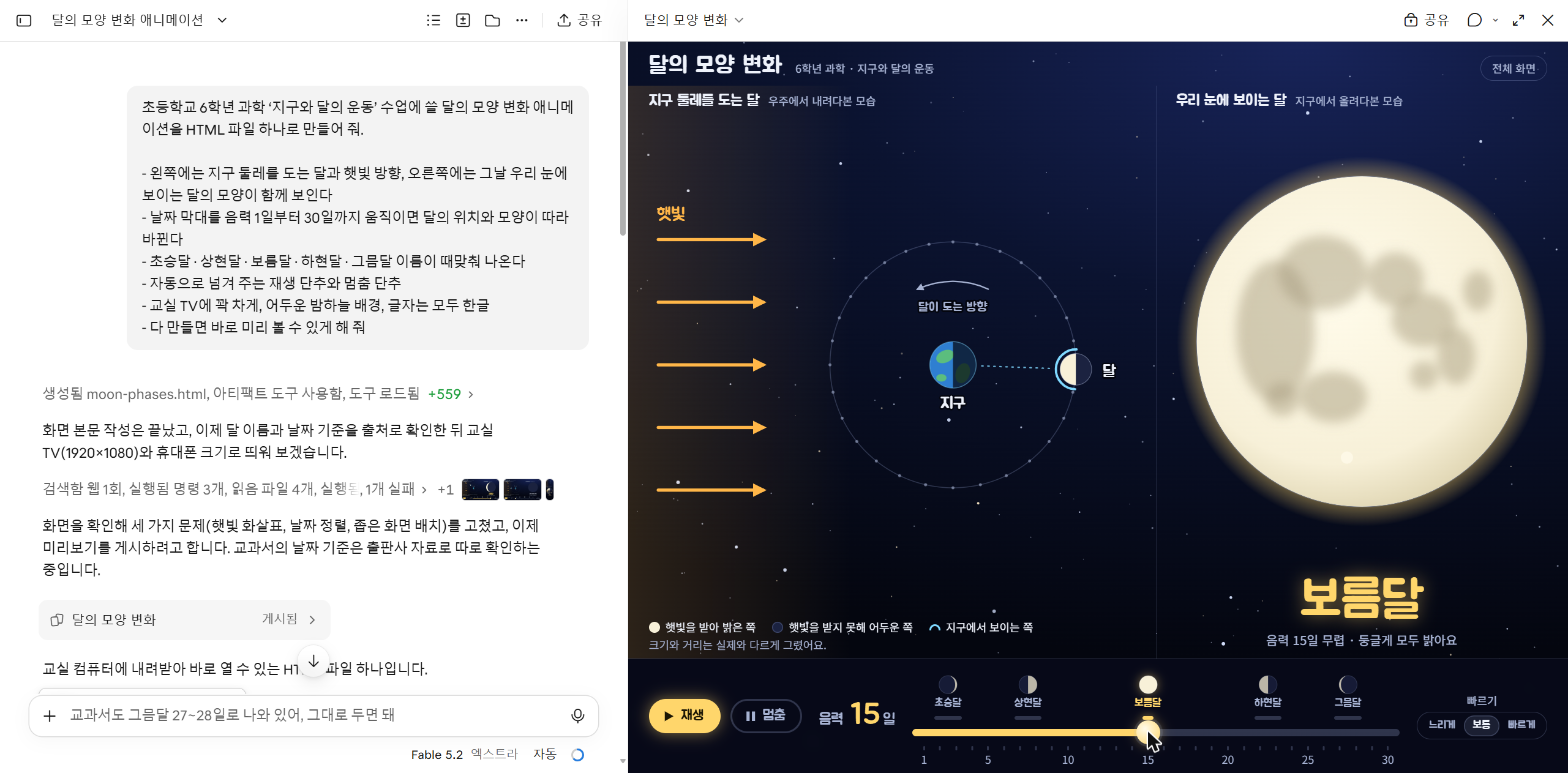 달의 모양 변화 애니메이션
공유
초등학교 6학년 과학 ‘지구와 달의 운동’ 수업에 쓸 달의 모양 변화 애니메
이션을 HTML 파일 하나로 만들어 줘.
- 왼쪽에는 지구 둘레를 도는 달과 햇빛 방향, 오른쪽에는 그날 우리 눈에
보이는 달의 모양이 함께 보인다
- 날짜 막대를 음력 1일부터 30일까지 움직이면 달의 위치와 모양이 따라
바뀐다
- 초승달 · 상현달 · 보름달 · 하현달 · 그믐달 이름이 때맞춰 나온다
- 자동으로 넘겨 주는 재생 단추와 멈춤 단추
- 교실 TV에 꽉 차게, 어두운 밤하늘 배경, 글자는 모두 한글
- 다 만들면 바로 미리 볼 수 있게 해 줘
생성됨 moon-phases.html, 아티팩트 도구 사용함, 도구 로드됨 +559
화면 본문 작성은 끝났고, 이제 달 이름과 날짜 기준을 출처로 확인한 뒤 교실
TV(1920×1080)와 휴대폰 크기로 띄워 보겠습니다.
검색함 웹 1회, 실행됨 명령 3개, 읽음 파일 4개, 실행됨, 1개 실패 +1
화면을 확인해 세 가지 문제(햇빛 화살표, 날짜 정렬, 좁은 화면 배치)를 고쳤고, 이제
미리보기를 게시하려고 합니다. 교과서의 날짜 기준은 출판사 자료로 따로 확인하는
중입니다.
달의 모양 변화 게시됨
교실 컴퓨터에 내려받아 바로 열 수 있는 파일 하나입니다.
교과서도 그믐달 27~28일로 나와 있어, 그대로 두면 돼
Fable 5.2 엑스트라 자동
달의 모양 변화
공유
달의 모양 변화 6학년 과학 · 지구와 달의 운동
전체 화면
지구 둘레를 도는 달 우주에서 내려다본 모습
우리 눈에 보이는 달 지구에서 올려다본 모습
햇빛
달이 도는 방향
달
지구
보름달
음력 15일 무렵 · 둥글게 모두 밝아요
햇빛을 받아 밝은 쪽 햇빛을 받지 못해 어두운 쪽 지구에서 보이는 쪽
크기와 거리는 실제와 다르게 그렸어요.
재생
멈춤
음력 15일
초승달 상현달 보름달 하현달 그믐달
1 5 10 15 20 25 30
빠르기
느리게 보통 빠르게